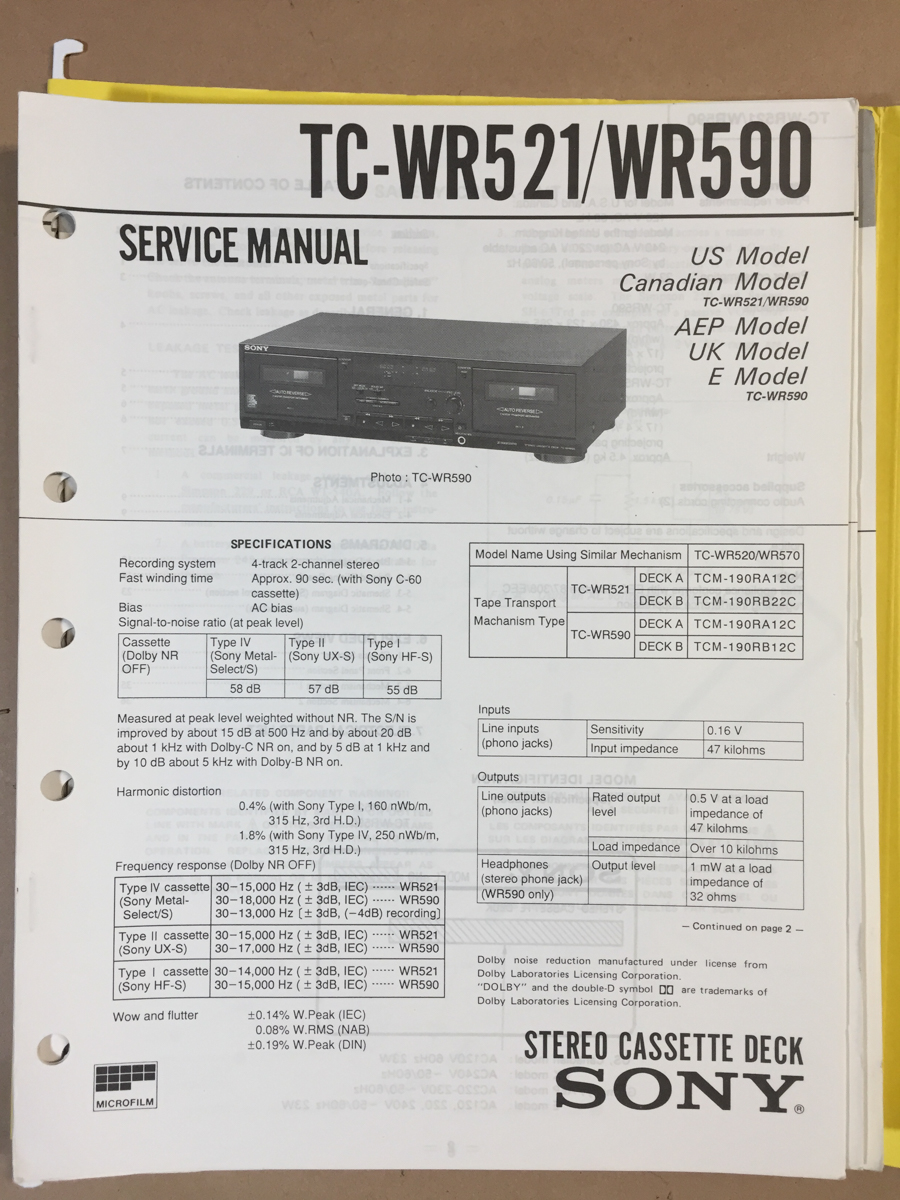 TC-WR521/WR590
SERVICE MANUAL
US Model
Canadian Model
TC-WR521/WR590
AEP Model
UK Model
E Model
TC-WR590
SONY
AUTO REVERSE
AUTO REVERSE
Photo : TC-WR590
SPECIFICATIONS
Recording system 4-track 2-channel stereo
Fast winding time Approx. 90 sec. (with Sony C-60
cassette)
Bias AC bias
Signal-to-noise ratio (at peak level)
Cassette Type IV Type II Type I
(Dolby NR (Sony Metal- (Sony UX-S) (Sony HF-S)
OFF) Select/S)
58 dB 57 dB 55 dB
Measured at peak level weighted without NR. The S/N is
improved by about 15 dB at 500 Hz and by about 20 dB
about 1 kHz with Dolby-C NR on, and by 5 dB at 1 kHz and
by 10 dB about 5 kHz with Dolby-B NR on.
Harmonic distortion
0.4% (with Sony Type I, 160 nWb/m,
315 Hz, 3rd H.D.)
1.8% (with Sony Type IV, 250 nWb/m,
315 Hz, 3rd H.D.)
Frequency response (Dolby NR OFF)
Type IV cassette 30–15,000 Hz (± 3dB, IEC) ······ WR521
(Sony Metal- 30–18,000 Hz (± 3dB, IEC) ······ WR590
Select/S) 30–13,000 Hz [± 3dB, (-4dB) recording]
Type II cassette 30–15,000 Hz (± 3dB, IEC) ······ WR521
(Sony UX-S) 30–17,000 Hz (± 3dB, IEC) ······ WR590
Type I cassette 30–14,000 Hz (± 3dB, IEC) ······ WR521
(Sony HF-S) 30–15,000 Hz (± 3dB, IEC) ······ WR590
Wow and flutter ±0.14% W.Peak (IEC)
0.08% W.RMS (NAB)
±0.19% W.Peak (DIN)
MICROFILM
Model Name Using Similar Mechanism TC-WR520/WR570
Tape Transport Machanism Type TC-WR521 DECK A TCM-190RA12C
DECK B TCM-190RB22C
TC-WR590 DECK A TCM-190RA12C
DECK B TCM-190RB12C
Inputs
Line inputs Sensitivity 0.16 V
(phono jacks) Input impedance 47 kilohms
Outputs
Line outputs Rated output 0.5 V at a load
(phono jacks) level impedance of
47 kilohms
Load impedance Over 10 kilohms
Headphones Output level 1 mW at a load
(stereo phone jack) impedance of
(WR590 only) 32 ohms
— Continued on page 2 —
Dolby noise reduction manufactured under license from
Dolby Laboratories Licensing Corporation.
"DOLBY" and the double-D symbol are trademarks of
Dolby Laboratories Licensing Corporation.
STEREO CASSETTE DECK
SONY®